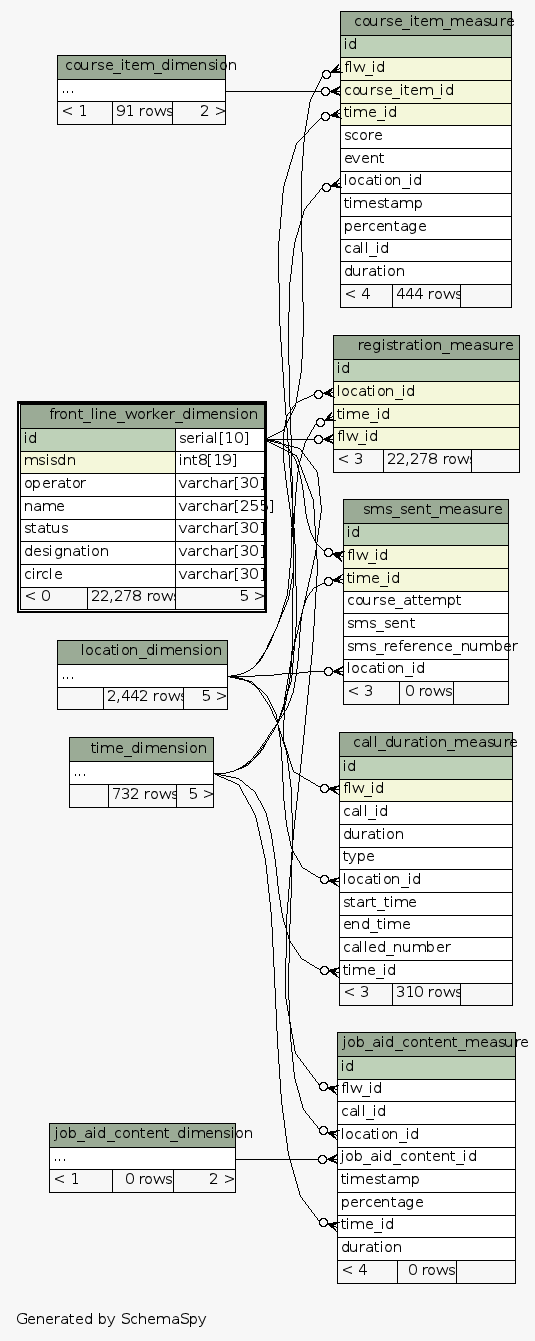 course_item_measure
id
flw_id
course_item_id
time_id
score
event
location_id
timestamp
percentage
call_id
duration
< 4 444 rows
course_item_dimension
...
< 1 91 rows 2 >
registration_measure
id
location_id
time_id
flw_id
< 3 22,278 rows
front_line_worker_dimension
id serial[10]
msisdn int8[19]
operator varchar[30]
name varchar[255]
status varchar[30]
designation varchar[30]
circle varchar[30]
< 0 22,278 rows 5 >
sms_sent_measure
id
flw_id
time_id
course_attempt
sms_sent
sms_reference_number
location_id
< 3 0 rows
location_dimension
...
2,442 rows 5 >
time_dimension
...
732 rows 5 >
call_duration_measure
id
flw_id
call_id
duration
type
location_id
start_time
end_time
called_number
time_id
< 3 310 rows
job_aid_content_measure
id
flw_id
call_id
location_id
job_aid_content_id
timestamp
percentage
time_id
duration
< 4 0 rows
job_aid_content_dimension
...
< 1 0 rows 2 >
Generated by SchemaSpy